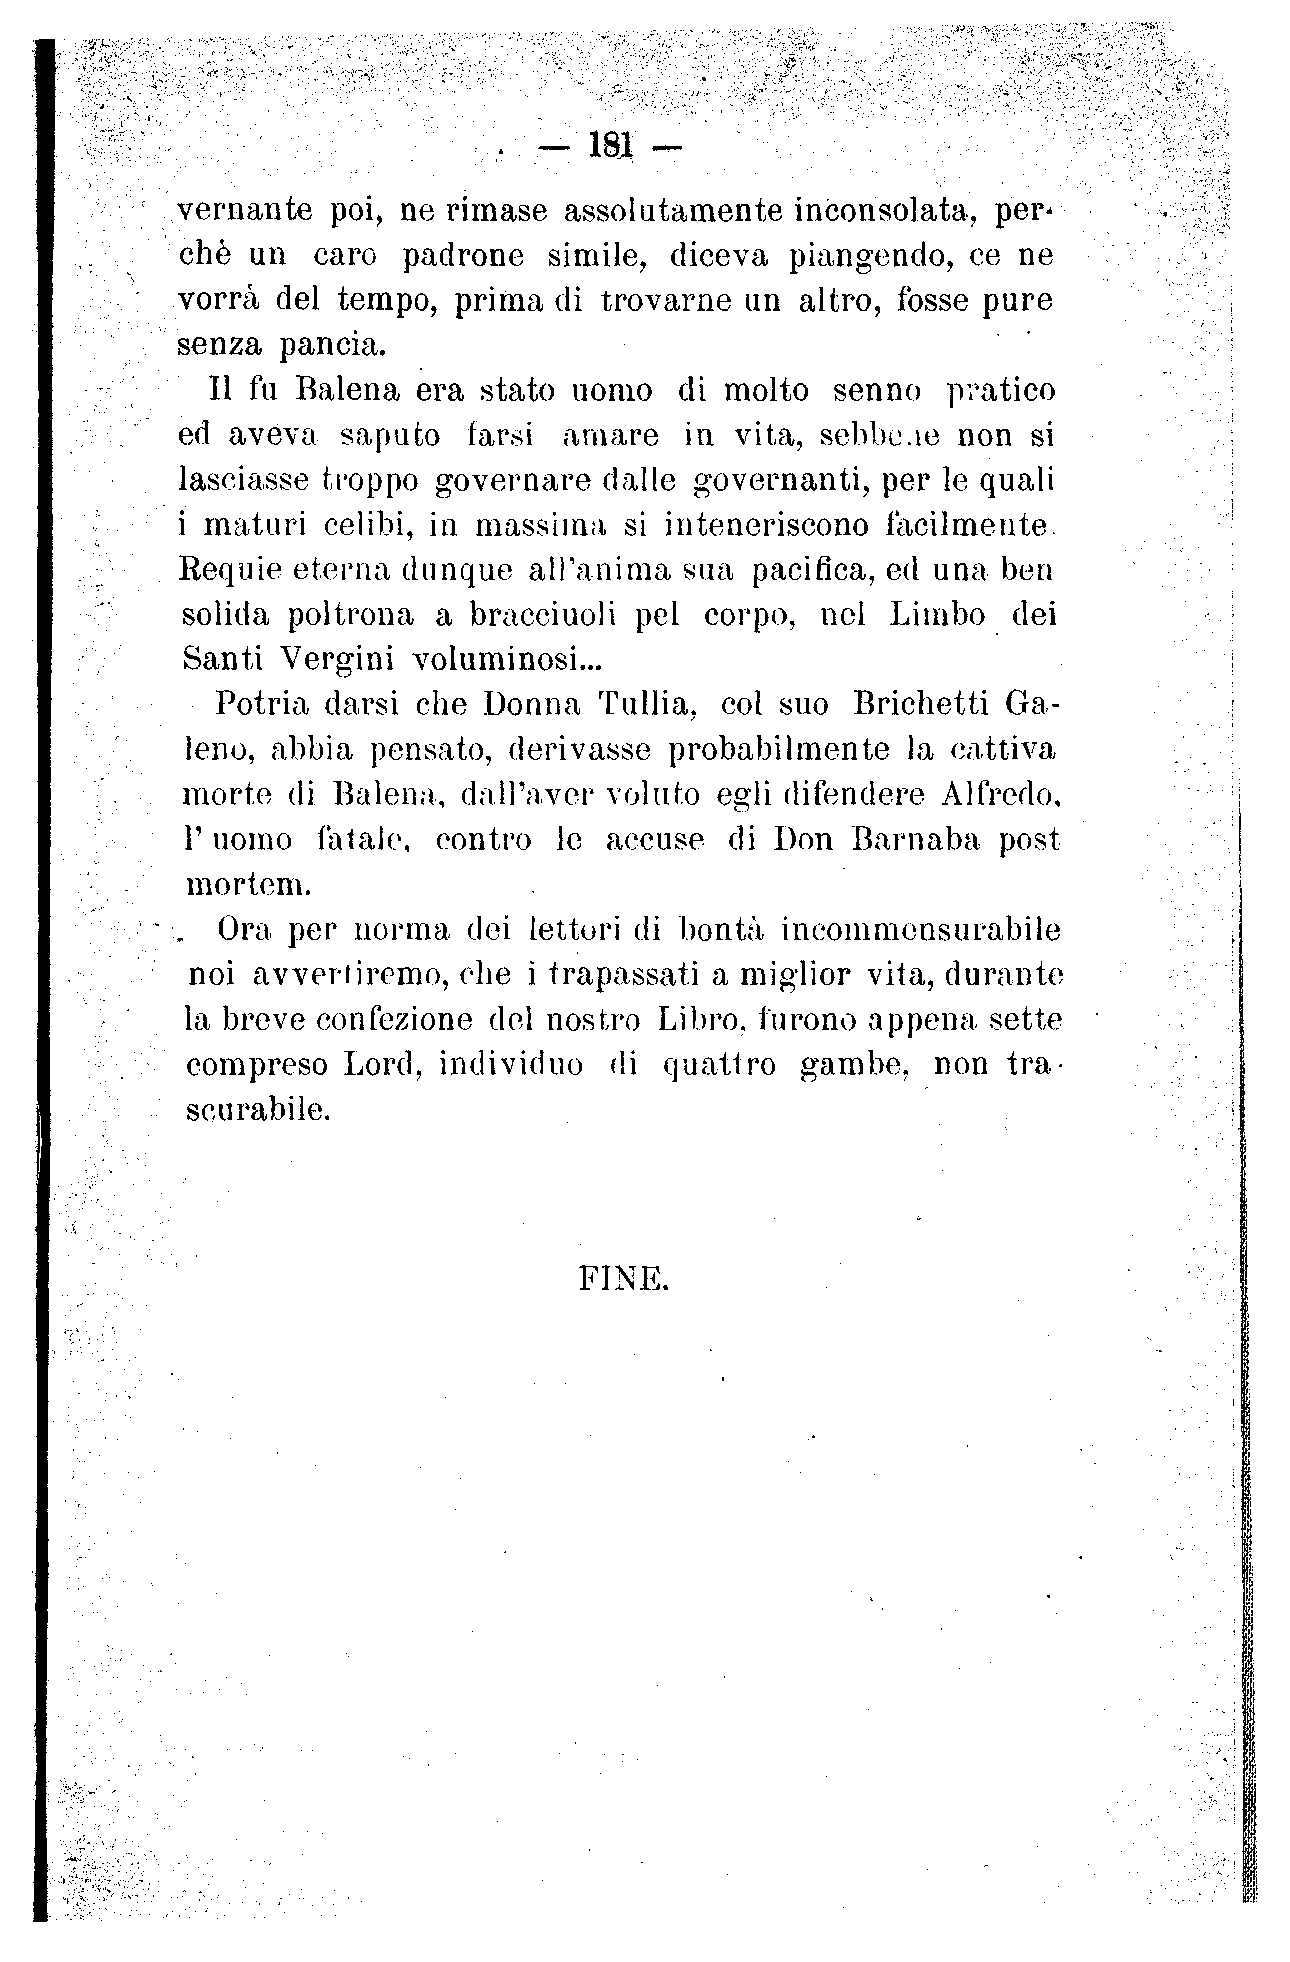 — 181 —
vernante poi, ne rimase assolutamente inconsolata, per-
chè un caro padrone simile, diceva piangendo, ce ne
vorrà del tempo, prima di trovarne un altro, fosse pure
senza pancia.
Il fu Balena era stato uomo di molto senno pratico
ed aveva saputo farsi amare in vita, sebbene non si
lasciasse troppo governare dalle governanti, per le quali
i maturi celibi, in massima si inteneriscono facilmente.
Requie eterna dunque all'anima sua pacifica, ed una ben
solida poltrona a bracciuoli pel corpo, nel Limbo dei
Santi Vergini voluminosi...
Potria darsi che Donna Tullia, col suo Brichetti Ga-
leno, abbia pensato, derivasse probabilmente la cattiva
morte di Balena, dall'aver voluto egli difendere Alfredo,
l' uomo fatale, contro le accuse di Don Barnaba post
mortem.
Ora per norma dei lettori di bontà incommensurabile
noi avvertiremo, che i trapassati a miglior vita, durante
la breve confezione del nostro Libro, furono appena sette
compreso Lord, individuo di quattro gambe, non tra-
scurabile.
FINE.